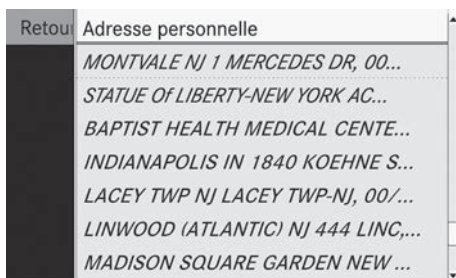 Retour
Adresse personnelle
MONTVALE NJ 1 MERCEDES DR, 00...
STATUE Of LIBERTY-NEW YORK AC...
BAPTIST HEALTH MEDICAL CENTE...
INDIANAPOLIS IN 1840 KOEHNE S...
LACEY TWP NJ LACEY TWP-NJ, 00/...
LINWOOD (ATLANTIC) NJ 444 LINC,...
MADISON SQUARE GARDEN NEW ...